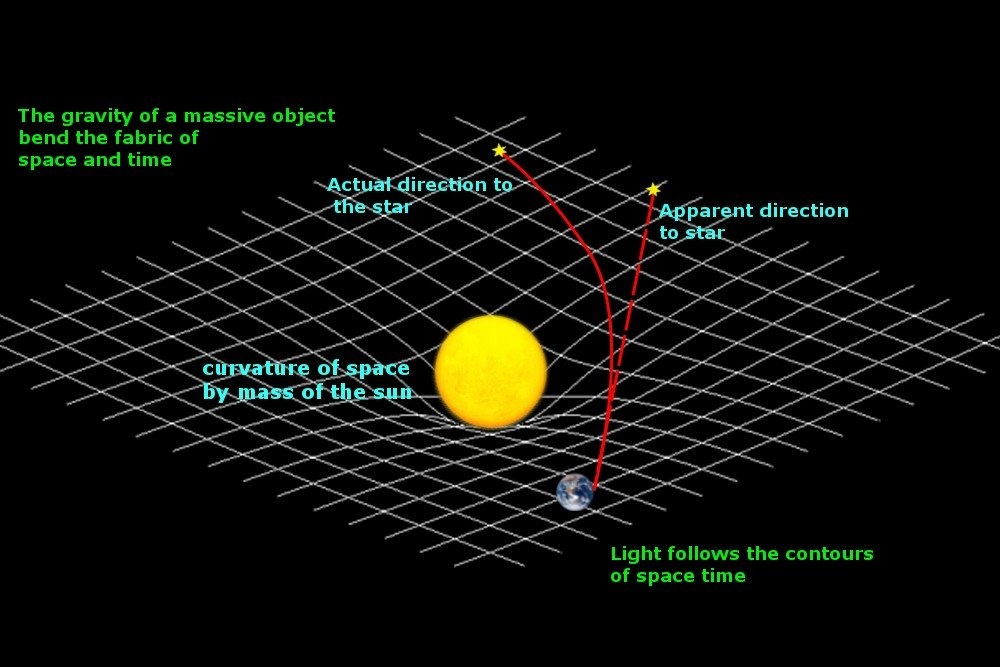 The gravity of a massive object
bend the fabric of
space and time
Actual direction to
the star
Apparent direction
to star
curvature of space
by mass of the sun
Light follows the contours
of space time